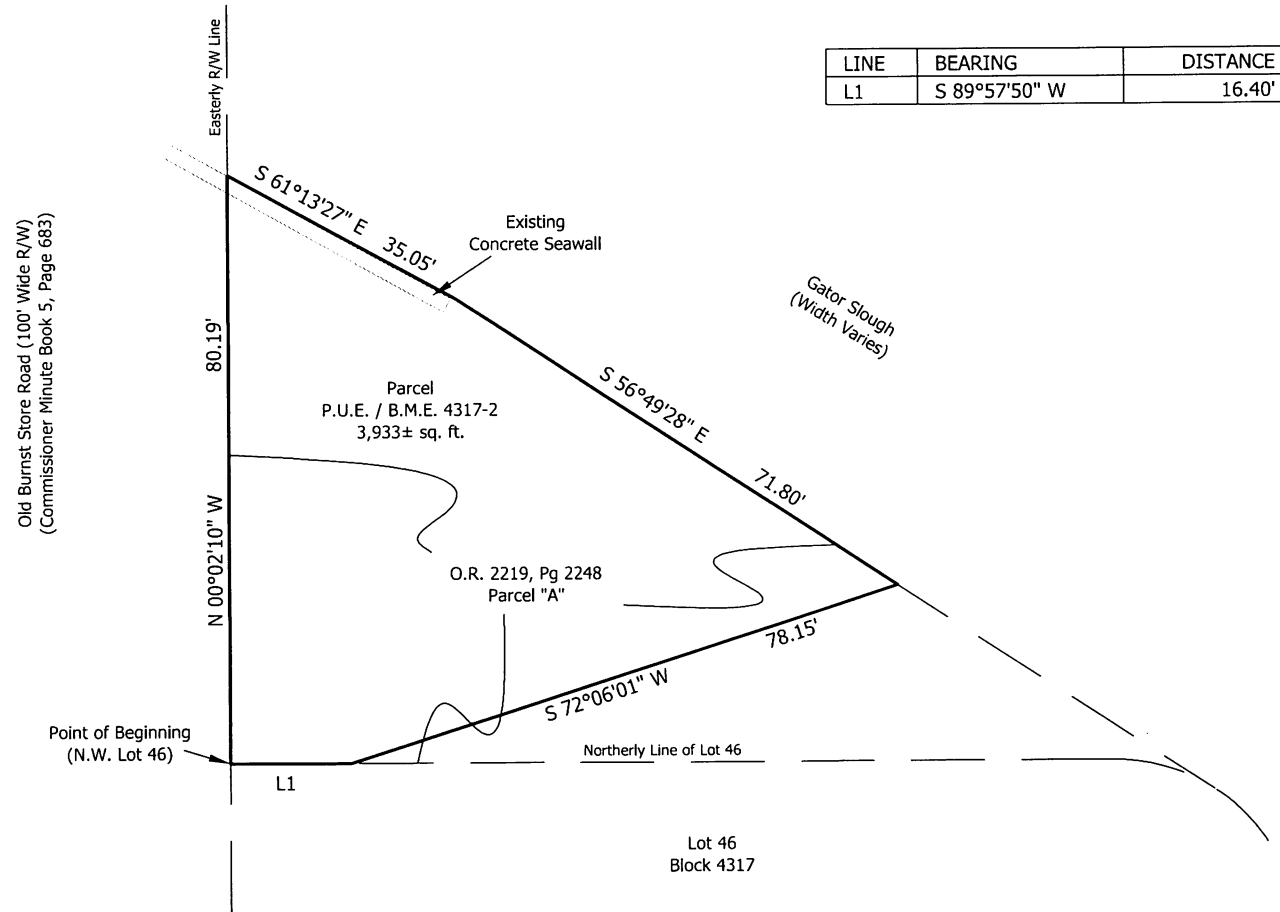 Easterly R/W Line
LINE BEARING DISTANCE
L1 S 89°57'50" W 16.40'
Old Burnst Store Road (100' Wide R/W)
(Commissioner Minute Book 5, Page 683)
S 61°13'27" E 35.05'
Existing
Concrete Seawall
Gator Slough
(Width Varies)
80.19'
N 00°02'10" W
Parcel
P.U.E. / B.M.E. 4317-2
3,933± sq. ft.
S 56°49'28" E
71.80'
O.R. 2219, Pg 2248
Parcel "A"
78.15'
S 72°06'01" W
Point of Beginning
(N.W. Lot 46)
Northerly Line of Lot 46
L1
Lot 46
Block 4317